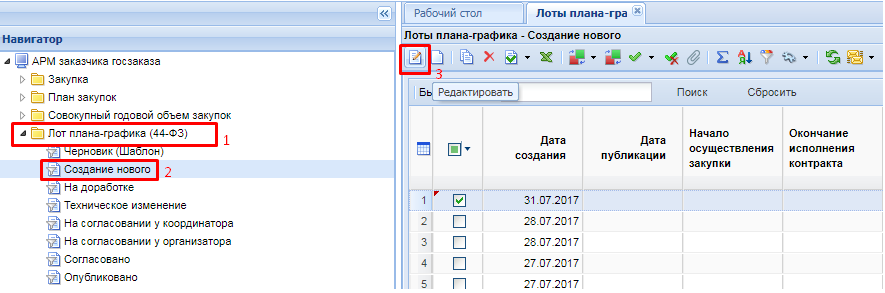 Навигатор
АРМ заказчика госзаказа
Закупка
План закупок
Совокупный годовой объем закупок
Лот плана-графика (44-ФЗ)
1
Черновик (Шаблон)
Создание нового
2
На доработке
Техническое изменение
На согласовании у координатора
На согласовании у организатора
Согласовано
Опубликовано
Рабочий стол
Лоты плана-гра
Лоты плана-графика - Создание нового
3
Бы
Редактировать
Поиск
Сбросить
Дата создания
Дата публикации
Начало осуществления закупки
Окончание исполнения контракта
1 31.07.2017
2 28.07.2017
3 28.07.2017
4 27.07.2017
5 27.07.2017